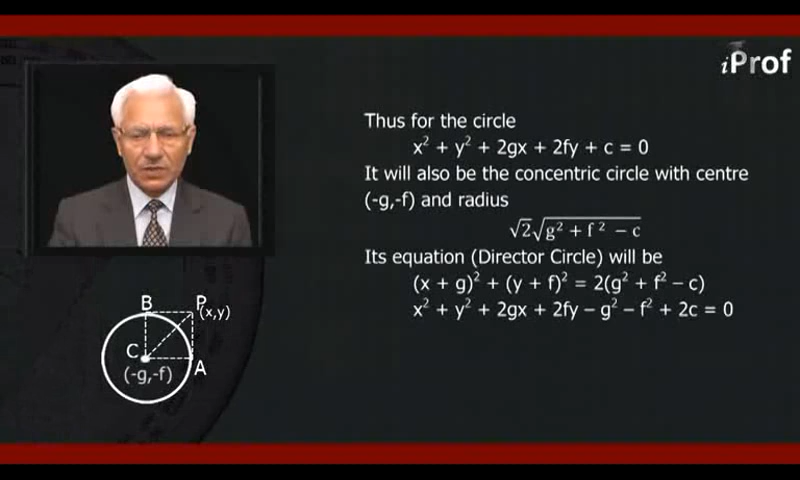 iProf
Thus for the circle
x² + y² + 2gx + 2fy + c = 0
It will also be the concentric circle with centre
(-g,-f) and radius
√2√g² + f² − c
Its equation (Director Circle) will be
(x + g)² + (y + f)² = 2(g² + f² − c)
x² + y² + 2gx + 2fy − g² − f² + 2c = 0
B
P
(x,y)
C
A
(-g,-f)